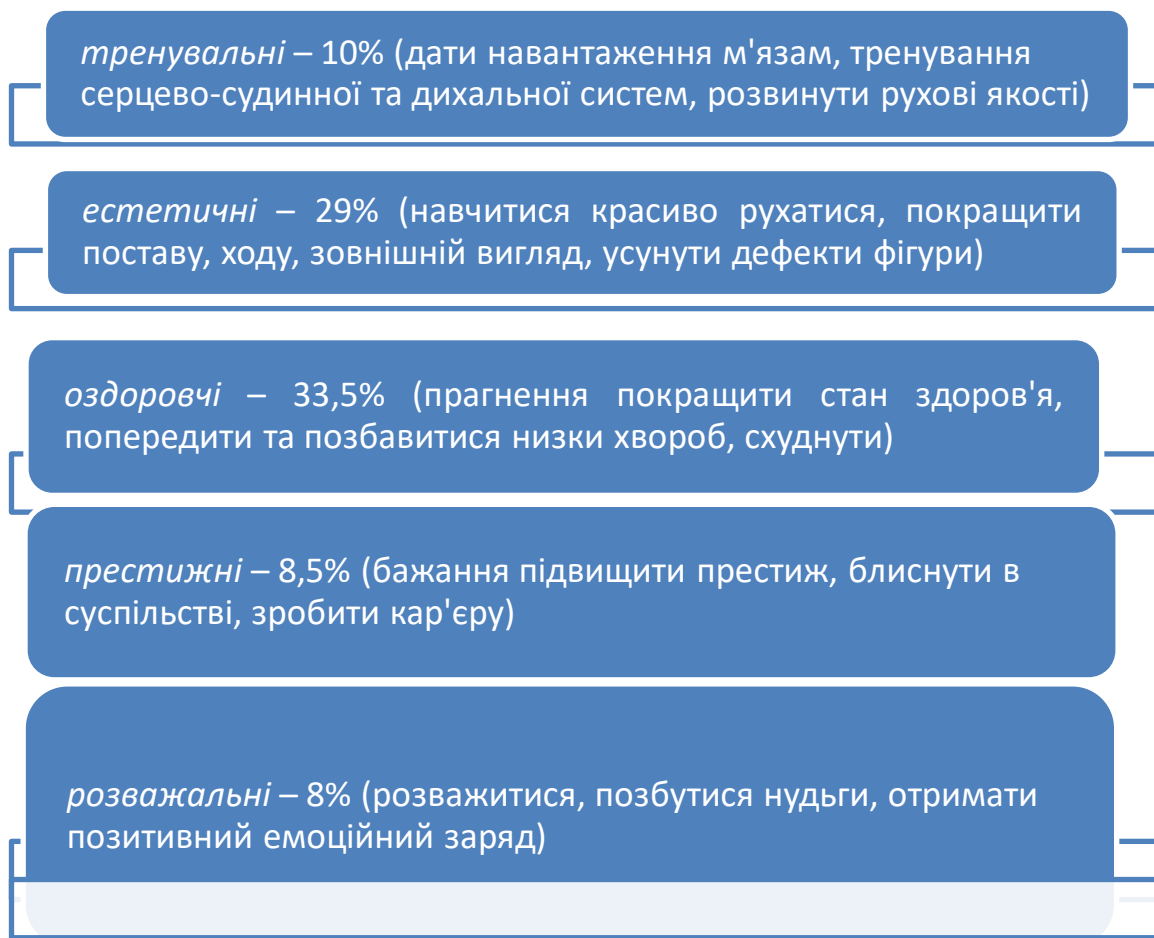 тренувальні – 10% (дати навантаження м'язам, тренування
серцево-судинної та дихальної систем, розвинути рухові якості)
естетичні – 29% (навчитися красиво рухатися, покращити
поставу, ходу, зовнішній вигляд, усунути дефекти фігури)
оздоровчі – 33,5% (прагнення покращити стан здоров'я,
попередити та позбавитися низки хвороб, схуднути)
престижні – 8,5% (бажання підвищити престиж, блиснути в
суспільстві, зробити кар'єру)
розважальні – 8% (розважитися, позбутися нудьги, отримати
позитивний емоційний заряд)